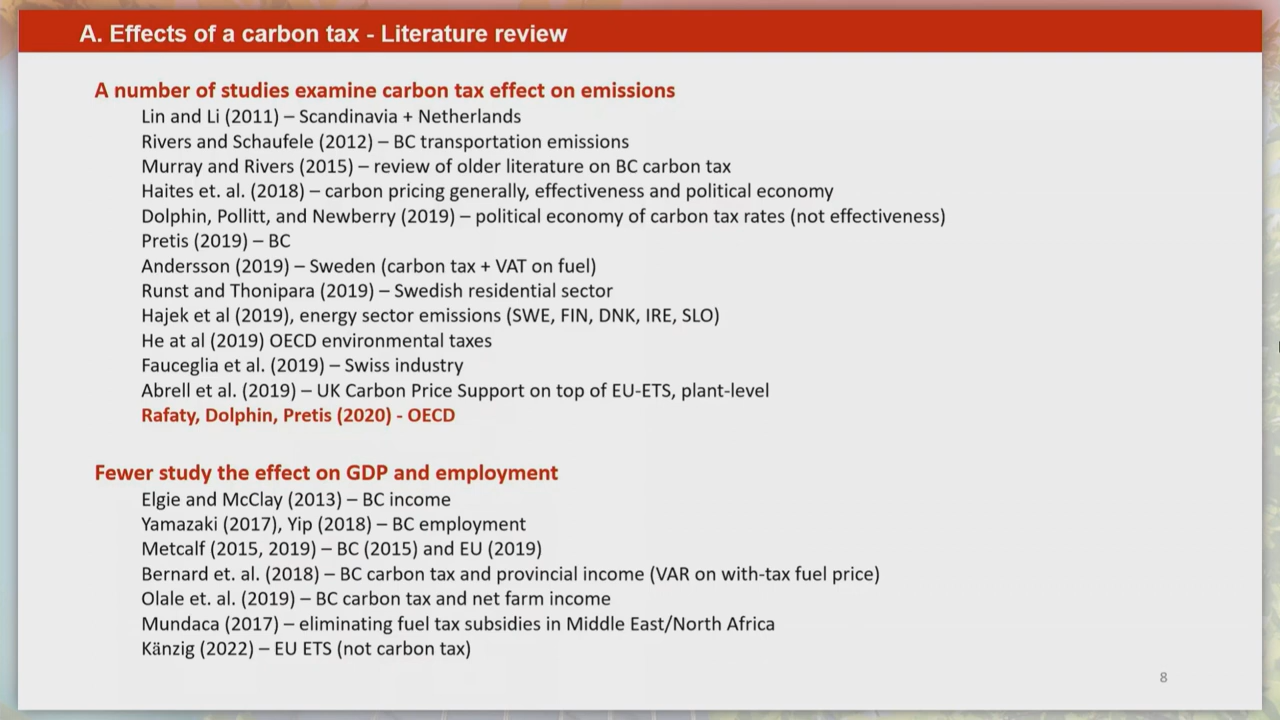 A. Effects of a carbon tax - Literature review
A number of studies examine carbon tax effect on emissions
Lin and Li (2011) – Scandinavia + Netherlands
Rivers and Schaufele (2012) – BC transportation emissions
Murray and Rivers (2015) – review of older literature on BC carbon tax
Haites et. al. (2018) – carbon pricing generally, effectiveness and political economy
Dolphin, Pollitt, and Newberry (2019) – political economy of carbon tax rates (not effectiveness)
Pretis (2019) – BC
Andersson (2019) – Sweden (carbon tax + VAT on fuel)
Runst and Thonipara (2019) – Swedish residential sector
Hajek et al (2019), energy sector emissions (SWE, FIN, DNK, IRE, SLO)
He at al (2019) OECD environmental taxes
Fauceglia et al. (2019) – Swiss industry
Abrell et al. (2019) – UK Carbon Price Support on top of EU-ETS, plant-level
Rafaty, Dolphin, Pretis (2020) - OECD
Fewer study the effect on GDP and employment
Elgie and McClay (2013) – BC income
Yamazaki (2017), Yip (2018) – BC employment
Metcalf (2015, 2019) – BC (2015) and EU (2019)
Bernard et. al. (2018) – BC carbon tax and provincial income (VAR on with-tax fuel price)
Olale et. al. (2019) – BC carbon tax and net farm income
Mundaca (2017) – eliminating fuel tax subsidies in Middle East/North Africa
Känzig (2022) – EU ETS (not carbon tax)
8